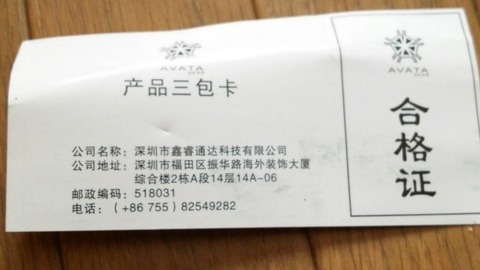 AVATA
产品三包卡
公司名称：深圳市鑫睿通达科技有限公司
公司地址：深圳市福田区振华路海外装饰大厦
综合楼2栋A段14层14A-06
邮政编码：518031
电话：（+86 755）82549282
AVATA
合格证